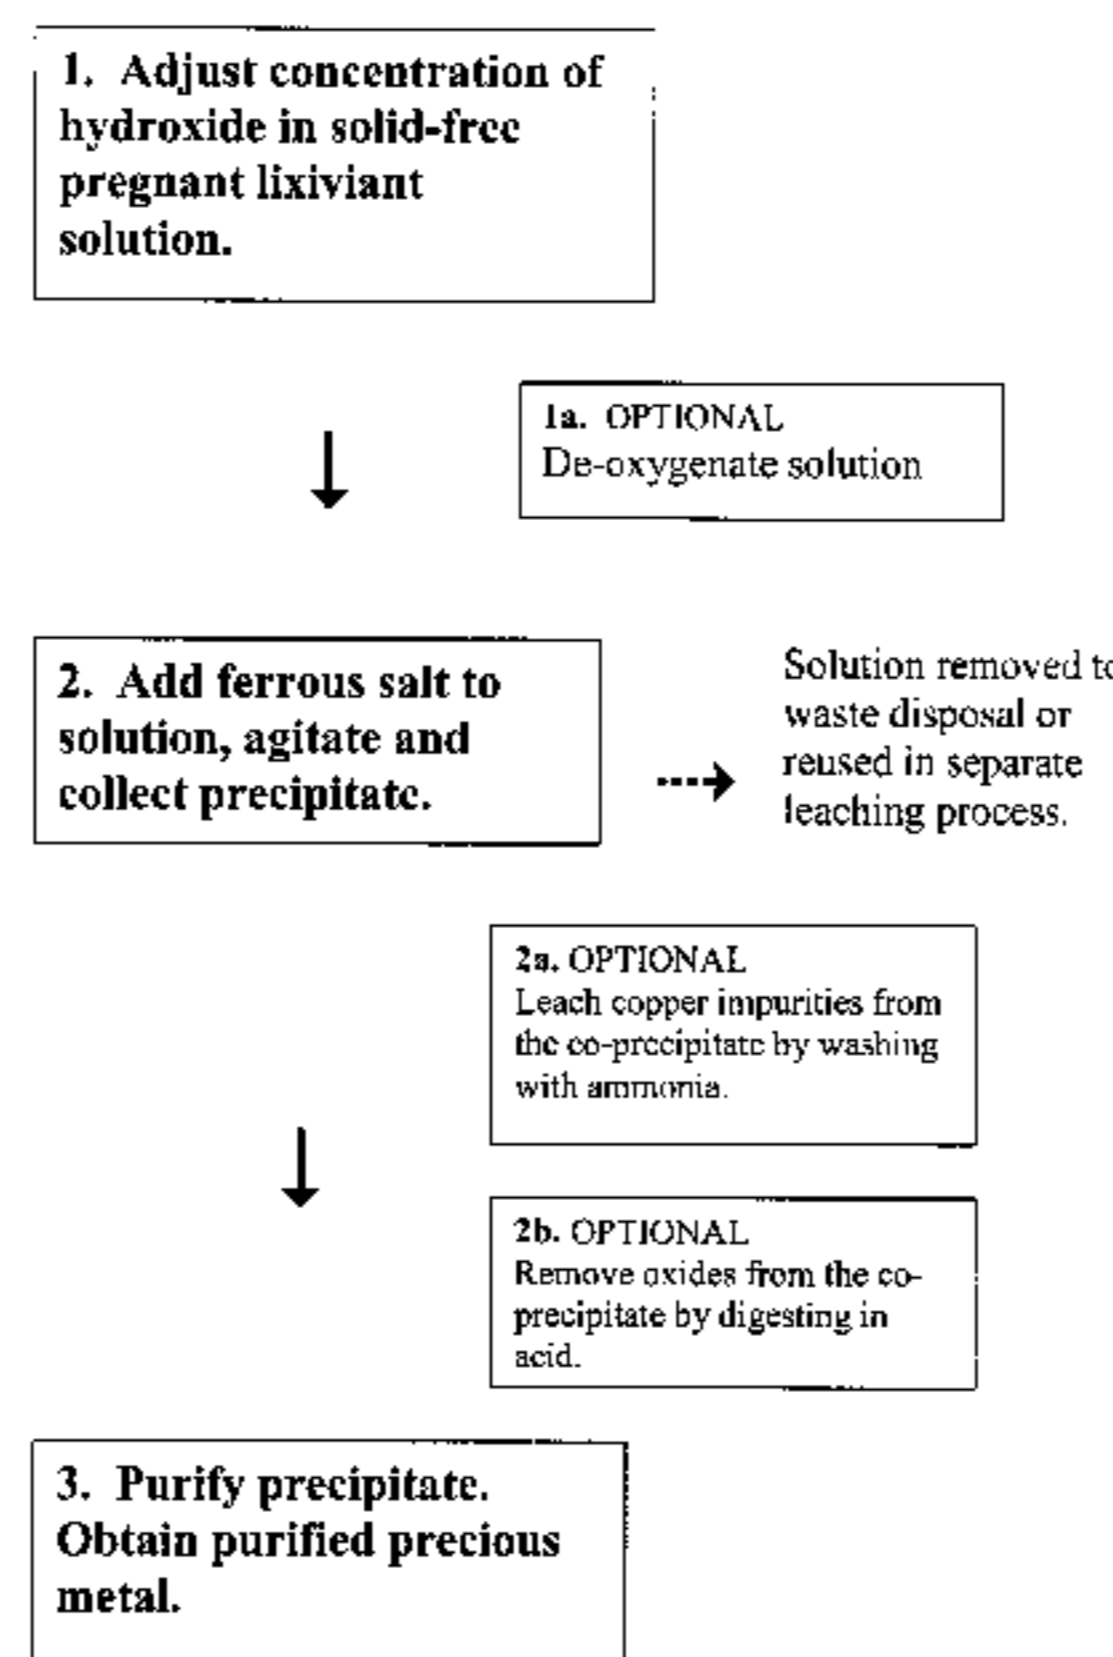 1. Adjust concentration of
hydroxide in solid-free
pregnant lixiviant
solution.
1a. OPTIONAL
De-oxygenate solution
2. Add ferrous salt to
solution, agitate and
collect precipitate.
Solution removed to
waste disposal or
reused in separate
leaching process.
2a. OPTIONAL
Leach copper impurities from
the co-precipitate by washing
with ammonia.
2b. OPTIONAL
Remove oxides from the co-
precipitate by digesting in
acid.
3. Purify precipitate.
Obtain purified precious
metal.